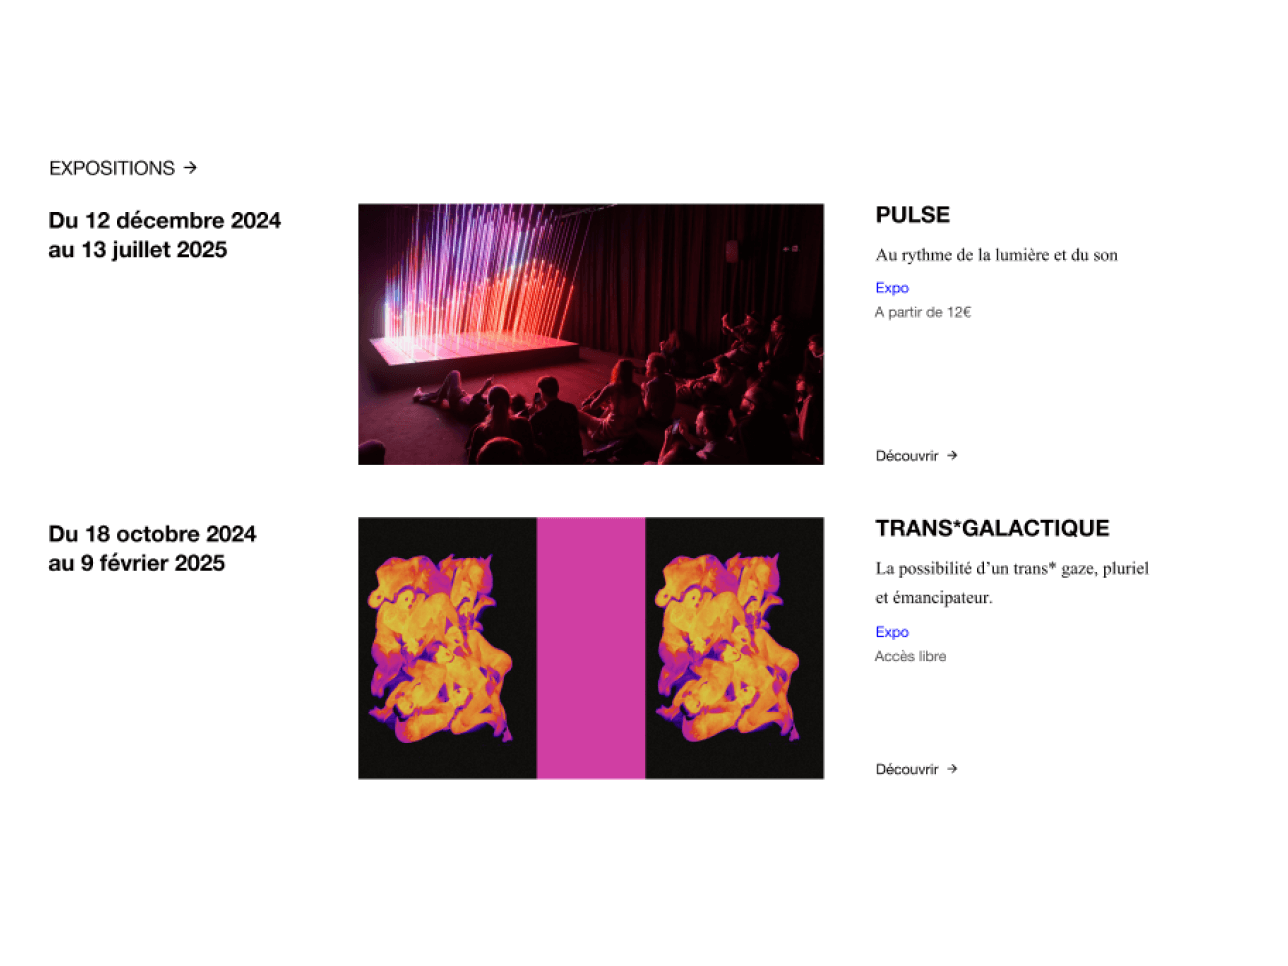 EXPOSITIONS →
Du 12 décembre 2024
au 13 juillet 2025
PULSE
Au rythme de la lumière et du son
Expo
A partir de 12€
Découvrir →
Du 18 octobre 2024
au 9 février 2025
TRANS*GALACTIQUE
La possibilité d’un trans* gaze, pluriel
et émancipateur.
Expo
Accès libre
Découvrir →